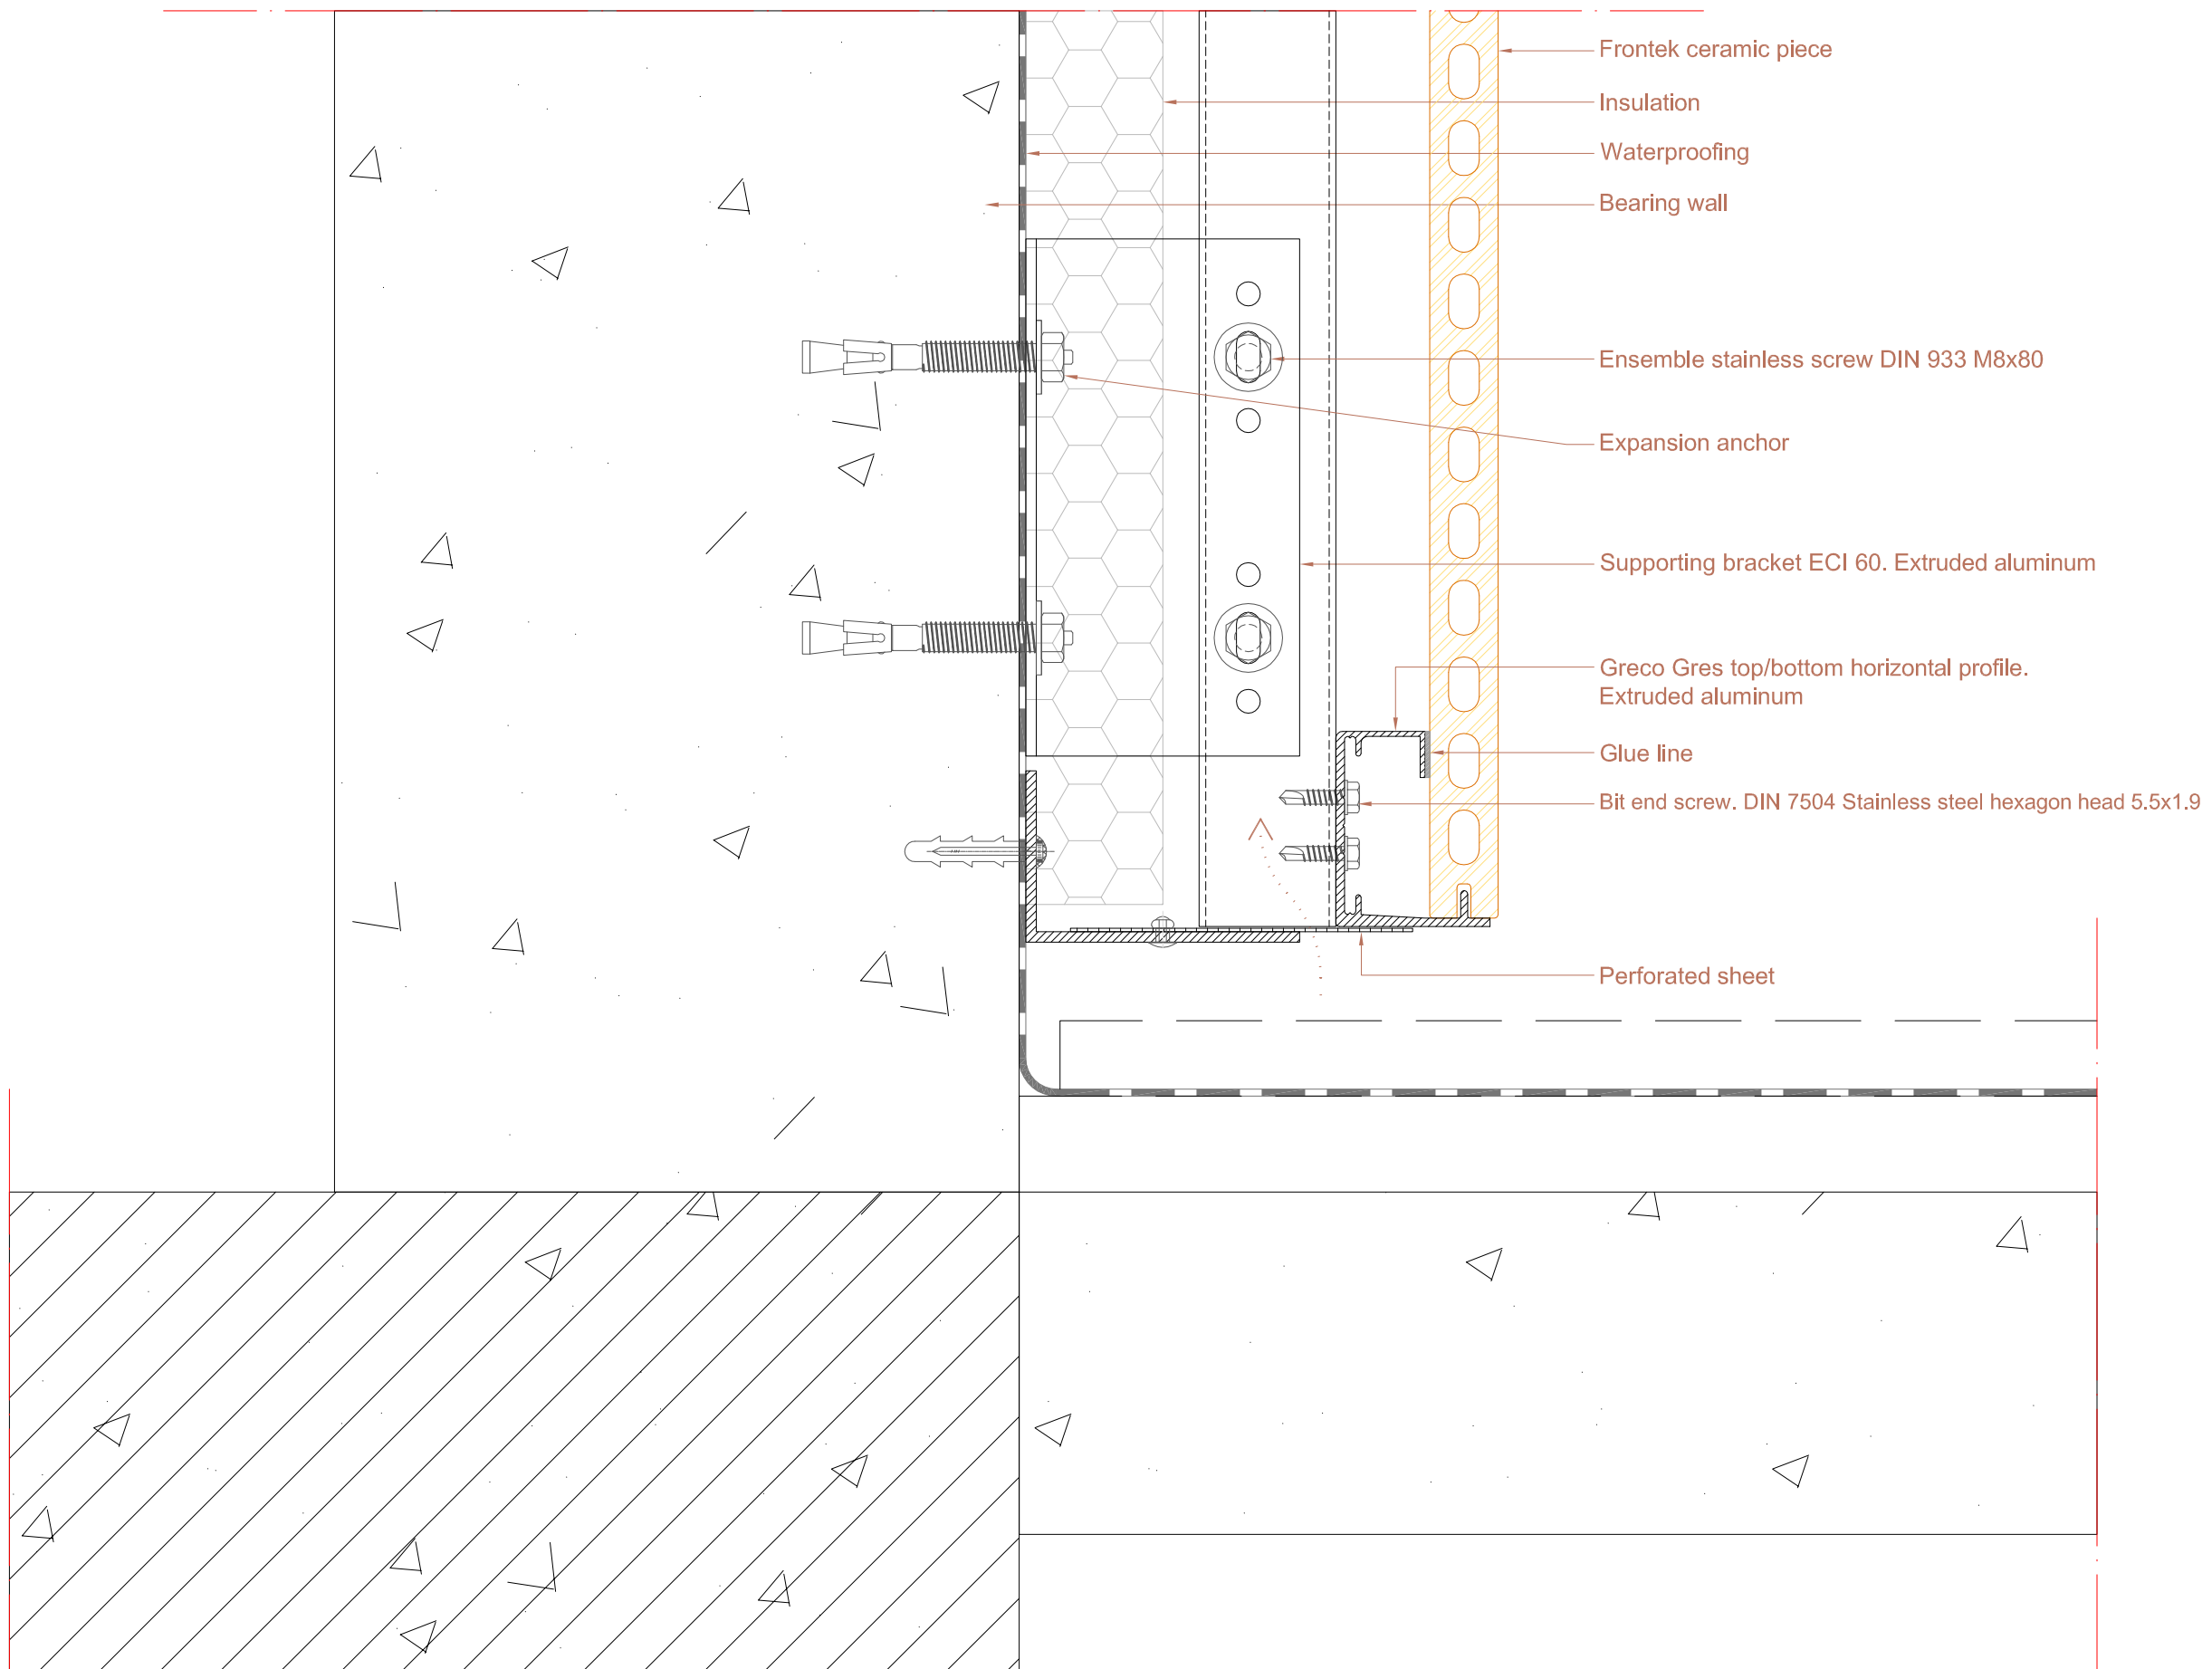 Frontek ceramic piece
Insulation
Waterproofing
Bearing wall
Ensemble stainless screw DIN 933 M8x80
Expansion anchor
Supporting bracket ECI 60. Extruded aluminum
Greco Gres top/bottom horizontal profile.
Extruded aluminum
Glue line
Bit end screw. DIN 7504 Stainless steel hexagon head 5.5x1.9
Perforated sheet